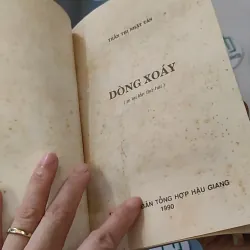 TRẦN THỊ NHẬT TÂN
DÒNG XOÁY
BẢN TỔNG HỢP HẬU GIANG
1990